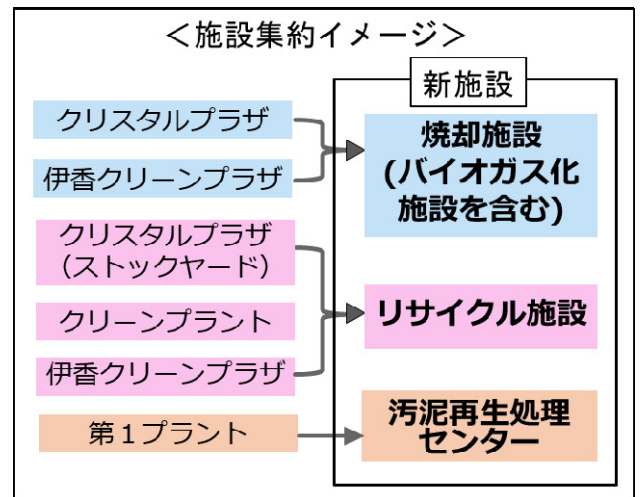 ＜施設集約イメージ＞
新施設
クリスタルプラザ
伊香クリーンプラザ
焼却施設
(バイオガス化
施設を含む)
クリスタルプラザ
（ストックヤード）
クリーンプラント
伊香クリーンプラザ
リサイクル施設
第１プラント
汚泥再生処理
センター